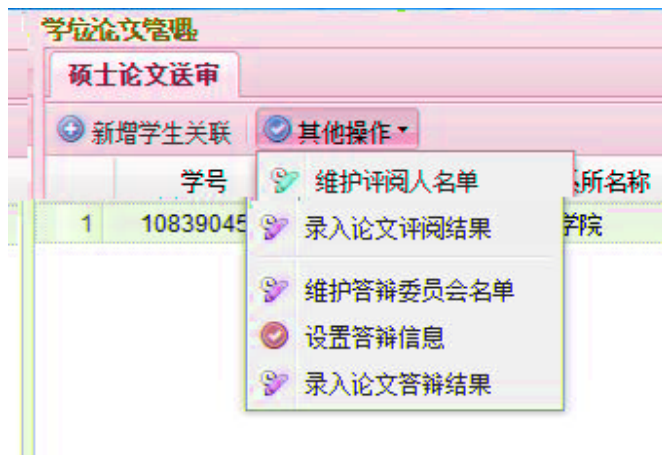 学位论文管理
硕士论文送审
新增学生关联 其他操作
学号 所名称
维护评阅人名单
1 10839045 学院
录入论文评阅结果
维护答辩委员会名单
设置答辩信息
录入论文答辩结果